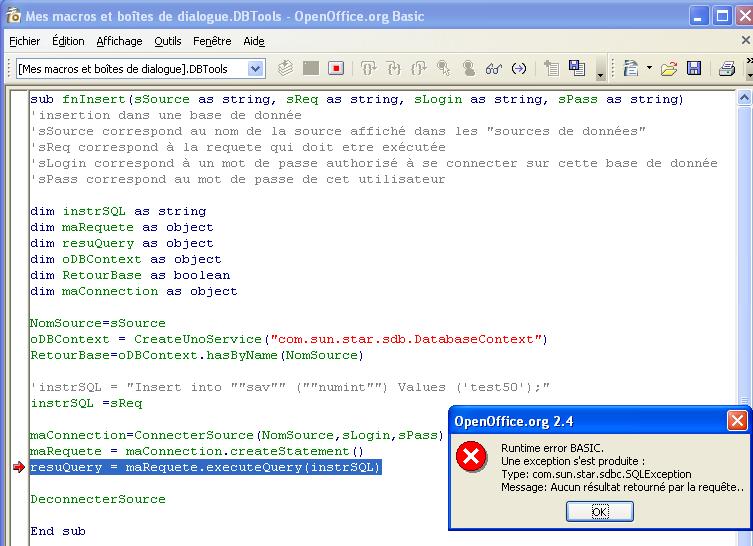 Mes macros et boîtes de dialogue.DBTools - OpenOffice.org Basic
Fichier Édition Affichage Outils Fenêtre Aide
[Mes macros et boîtes de dialogue].DBTools
sub fnInsert(sSource as string, sReq as string, sLogin as string, sPass as string)
'insertion dans une base de donnée
'sSource correspond au nom de la source affiché dans les "sources de données"
'sReq correspond à la requete qui doit etre exécutée
'sLogin correspond à un mot de passe authorisé à se connecter sur cette base de donnée
'sPass correspond au mot de passe de cet utilisateur
dim instrSQL as string
dim maRequete as object
dim resuQuery as object
dim oDBContext as object
dim RetourBase as boolean
dim maConnection as object
NomSource=sSource
oDBContext = CreateUnoService("com.sun.star.sdb.DatabaseContext")
RetourBase=oDBContext.hasByName(NomSource)
'instrSQL = "Insert into ""sav"" (""numint"") Values ('test50');"
instrSQL =sReq
maConnection=ConnecterSource(NomSource,sLogin,sPass)
maRequete = maConnection.createStatement()
resuQuery = maRequete.executeQuery(instrSQL)
DeconnecterSource
End sub
OpenOffice.org 2.4
Runtime error BASIC.
Une exception s'est produite :
Type: com.sun.star.sdbc.SQLException
Message: Aucun résultat retourné par la requête..
OK